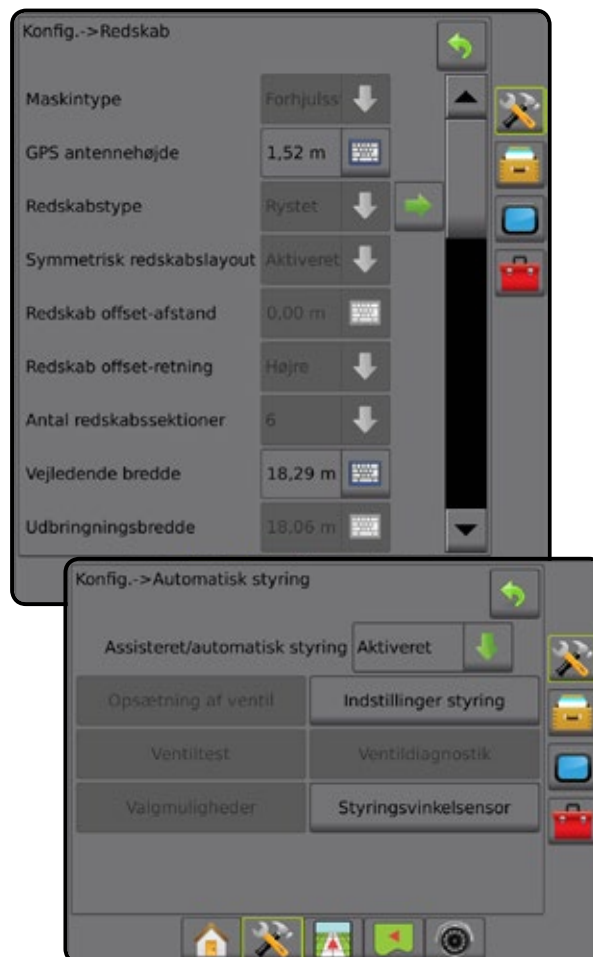 Konfig.->Redskab
Maskintype Forhjulss
GPS antennehøjde 1,52 m
Redskabstype Rystet
Symmetrisk redskabslayout Aktiveret
Redskab offset-afstand 0,00 m
Redskab offset-retning Højre
Antal redskabssektioner 6
Vejledende bredde 18,29 m
Udbringningsbredde 18,06 m
Konfig.->Automatisk styring
Assisteret/automatisk styring Aktiveret
Opsætning af ventil Indstillinger styring
Ventiltest Ventildiagnostik
Valgmuligheder Styringsvinkelsensor